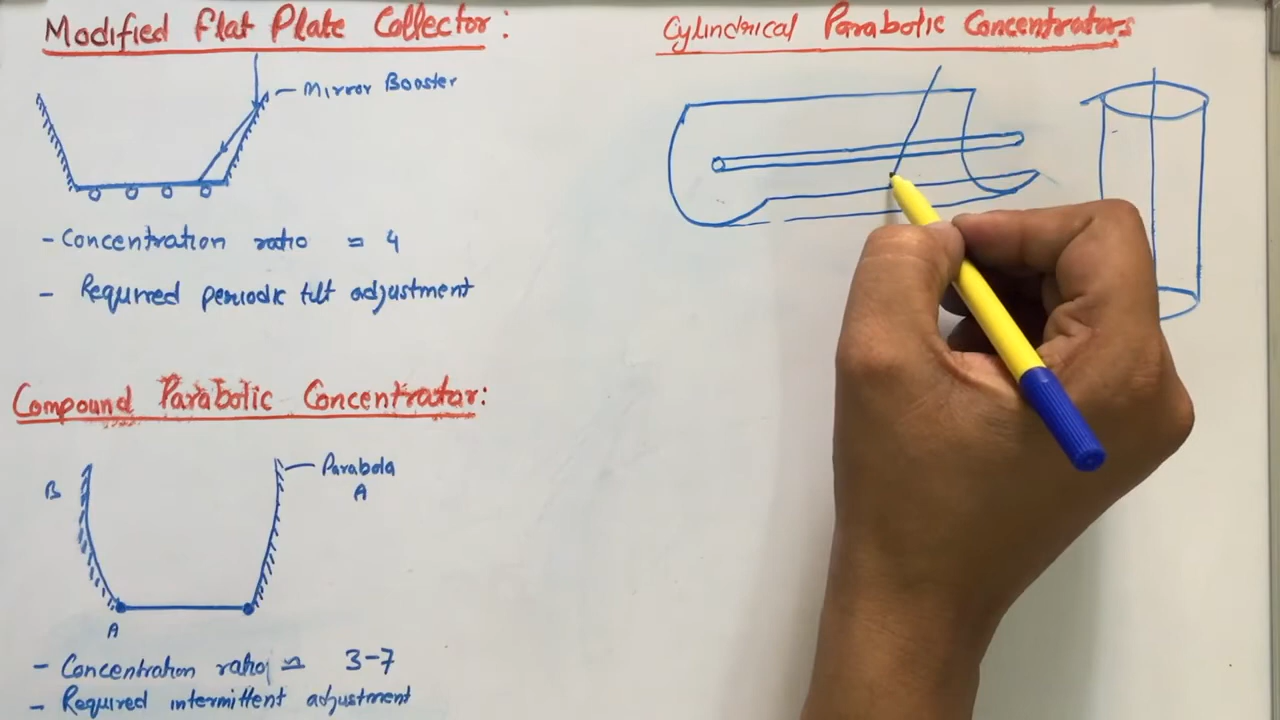 Modified Flat Plate Collector:
Mirror Booster
- Concentration ratio ≈ 4
- Required periodic tilt adjustment
Compound Parabolic Concentrator:
B
Parabola
A
A
- Concentration ratio ≈ 3-7
- Required intermittent adjustment
Cylindrical Parabolic Concentrators